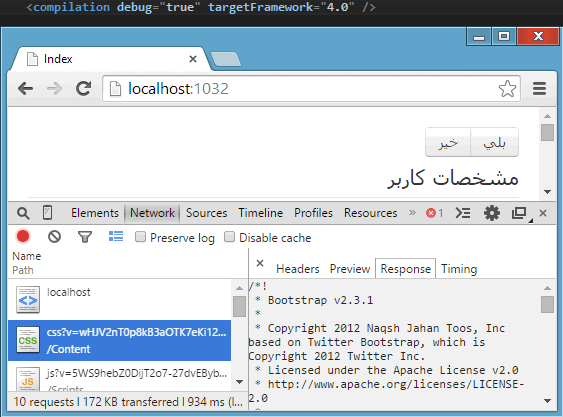 <compilation debug="true" targetFramework="4.0" />
Index
localhost:1032
خير بلي
مشخصات کاربر
Elements Network Sources Timeline Profiles Resources » 1
Preserve log Disable cache
Name
Path
Headers Preview Response Timing
localhost
css?v=wHJV2nT0p8kB3aOTK7eKi12...
/Content
js?v=5WS9hebZ0DijT2o7-27dvEByb...
/Scripts
10 requests I 172 KB transferred I 934 ms (l...
/*!
* Bootstrap v2.3.1
*
* Copyright 2012 Naqsh Jahan Toos, Inc
based on Twitter Bootstrap, which is
Copyright 2012 Twitter Inc.
* Licensed under the Apache License v2.0
* http://www.apache.org/licenses/LICENSE-
2.0
*